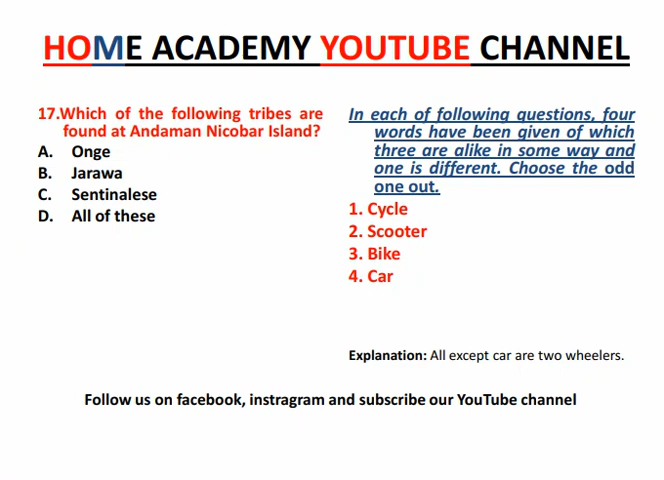 HOME ACADEMY YOUTUBE CHANNEL
17.Which of the following tribes are
found at Andaman Nicobar Island?
A. Onge
B. Jarawa
C. Sentinalese
D. All of these
In each of following questions, four
words have been given of which
three are alike in some way and
one is different. Choose the odd
one out.
1. Cycle
2. Scooter
3. Bike
4. Car
Explanation: All except car are two wheelers.
Follow us on facebook, instragram and subscribe our YouTube channel